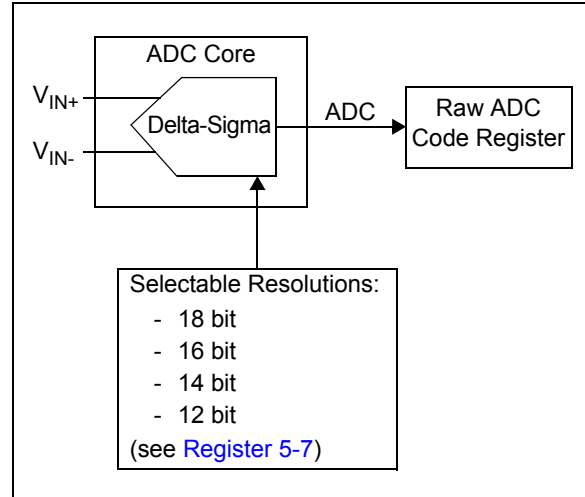 ADC Core
VIN+
VIN-
Delta-Sigma
ADC
Raw ADC
Code Register
Selectable Resolutions:
- 18 bit
- 16 bit
- 14 bit
- 12 bit
(see Register 5-7)